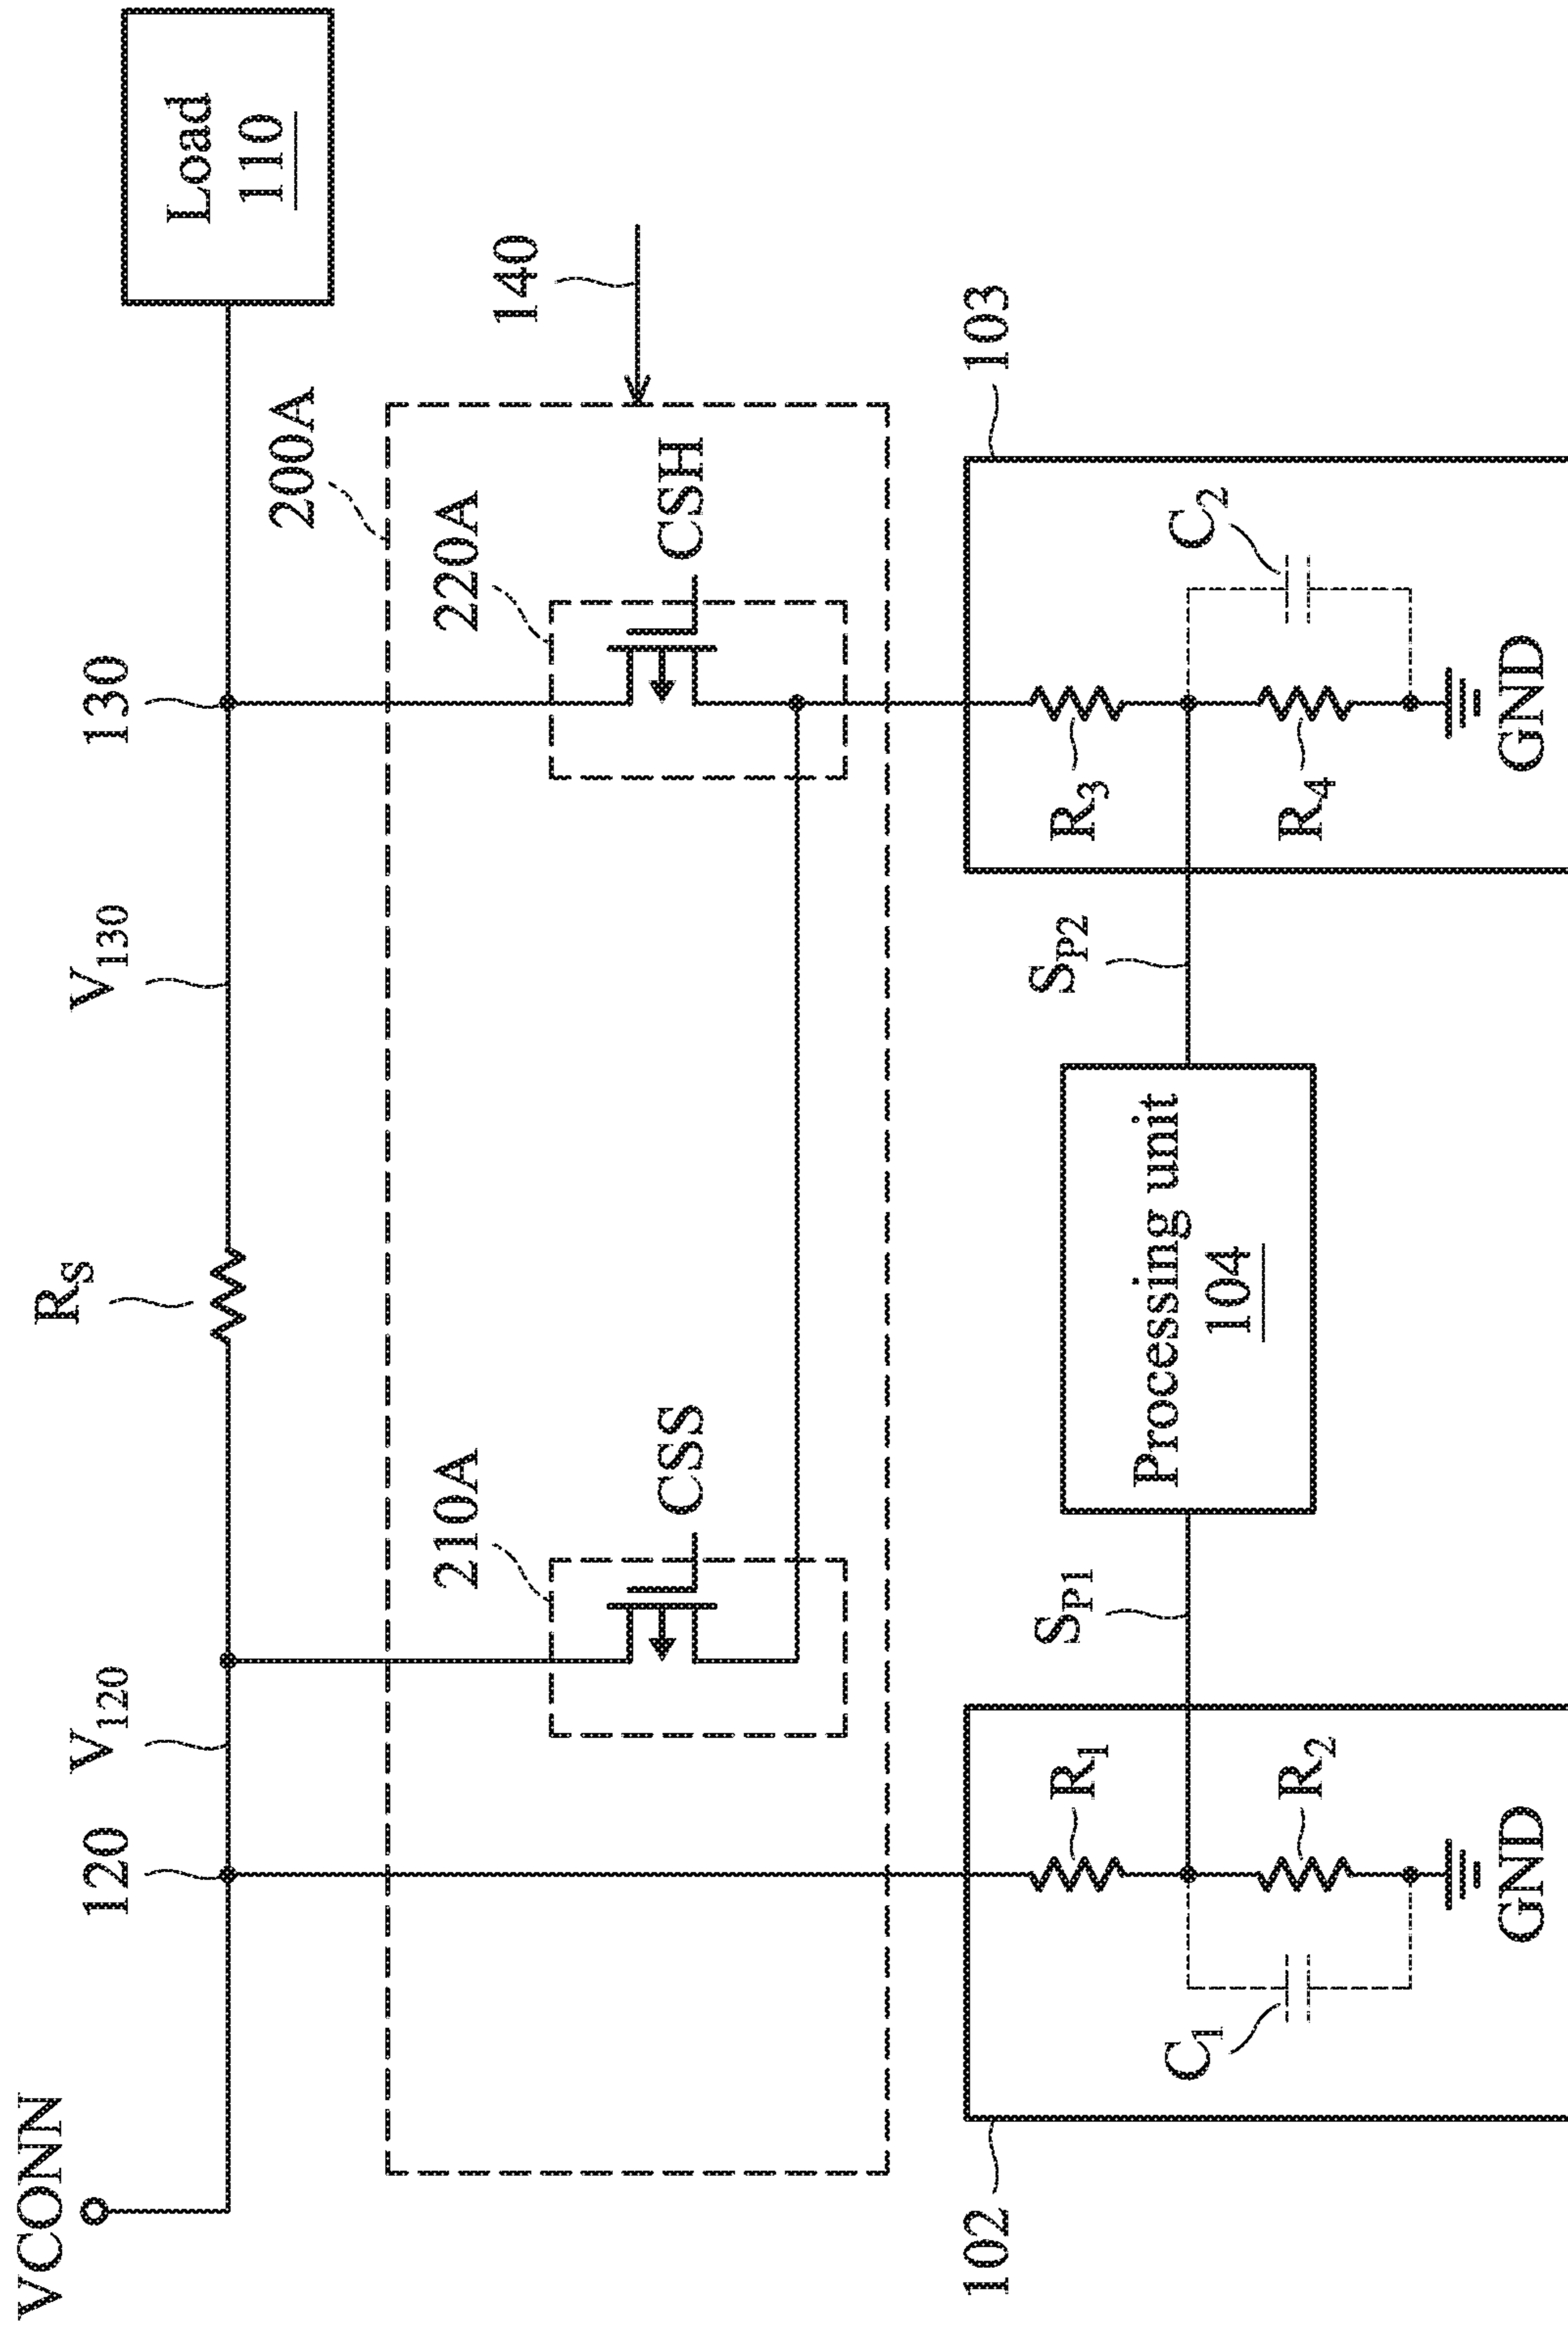 VCONN
120
V120
RS
V130
130
Load
110
200A
210A
CSS
220A
CSH
140
102
C1
R1
R2
GND
SP1
Processing unit
104
SP2
103
R3
R4
C2
GND